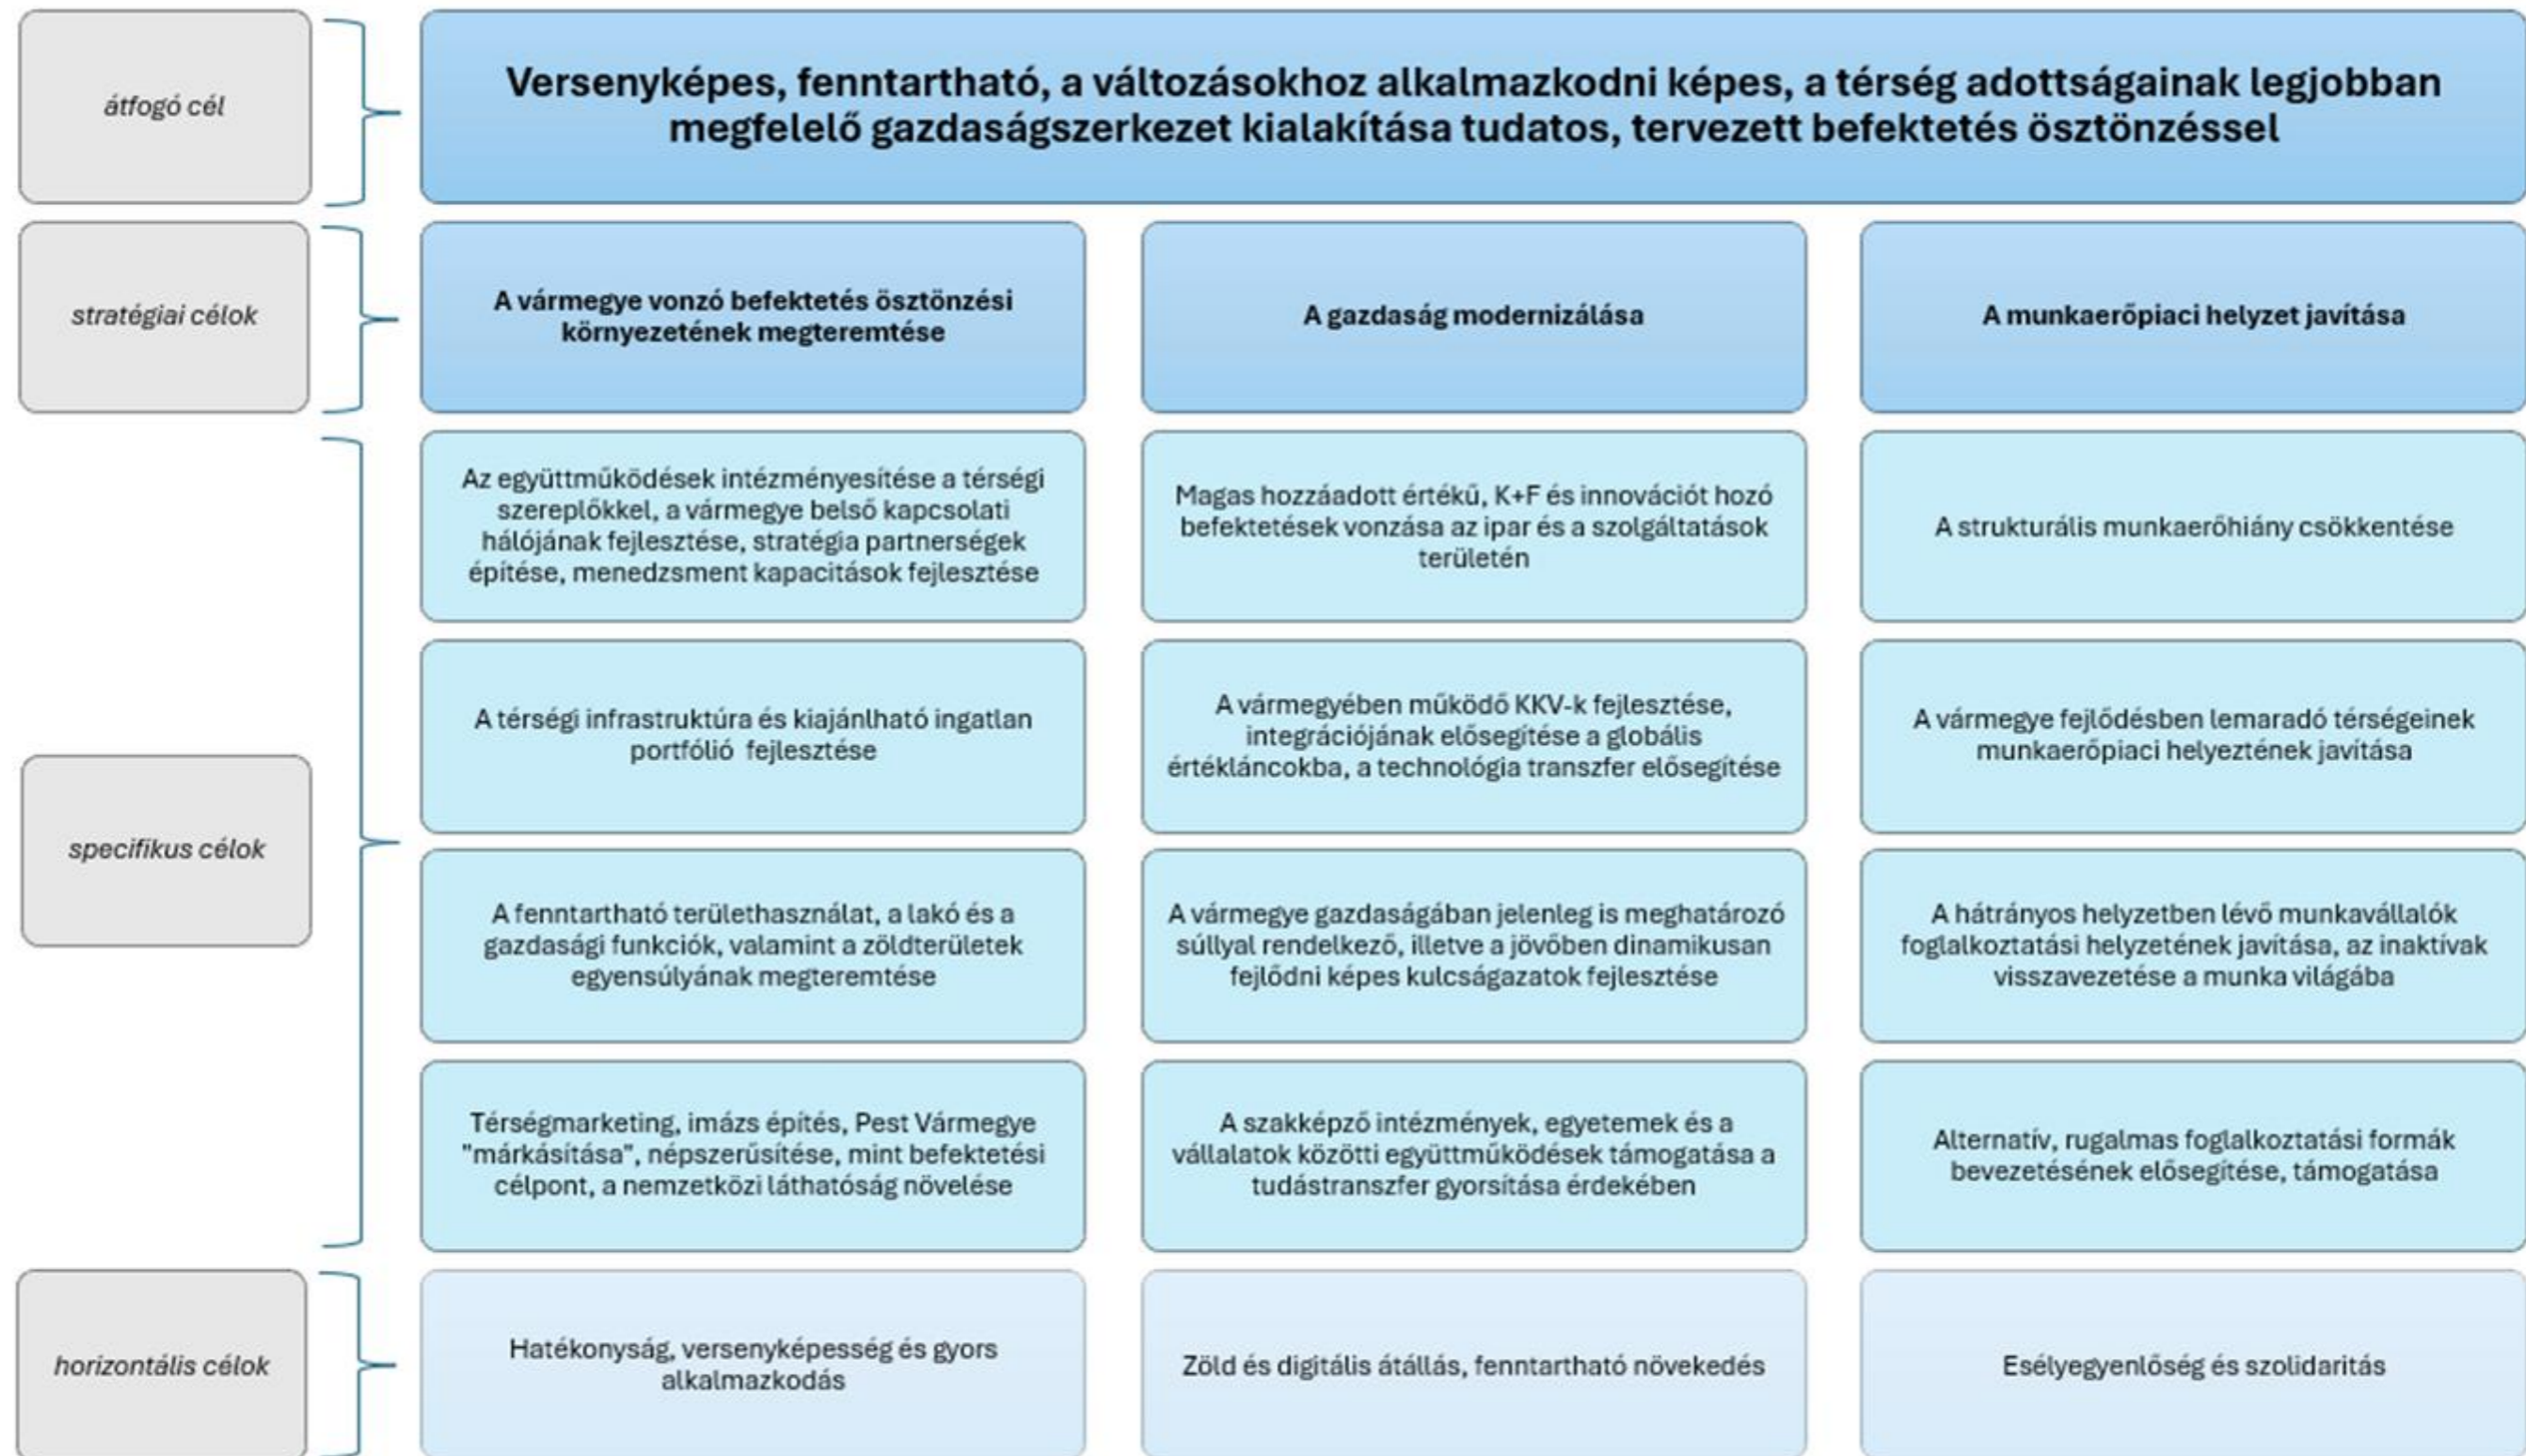 átfogó cél
Versenyképes, fenntartható, a változásokhoz alkalmazkodni képes, a térség adottságainak legjobban
megfelelő gazdaságszerkezet kialakítása tudatos, tervezett befektetés ösztönzéssel
stratégiai célok
A vármegye vonzó befektetés ösztönzési
környezetének megteremtése
A gazdaság modernizálása
A munkaerőpiaci helyzet javítása
specifikus célok
Az együttműködések intézményesítése a térségi
szereplőkkel, a vármegye belső kapcsolati
hálójának fejlesztése, stratégia partnerségek
építése, menedzsment kapacitások fejlesztése
Magas hozzáadott értékű, K+F és innovációt hozó
befektetések vonzása az ipar és a szolgáltatások
területén
A strukturális munkaerőhiány csökkentése
A térségi infrastruktúra és kiajánlható ingatlan
portfólió fejlesztése
A vármegyében működő KKV-k fejlesztése,
integrációjának elősegítése a globális
értékláncokba, a technológia transzfer elősegítése
A vármegye fejlődésben lemaradó térségeinek
munkaerőpiaci helyeztének javítása
A fenntartható területhasználat, a lakó és a
gazdasági funkciók, valamint a zöldterületek
egyensúlyának megteremtése
A vármegye gazdaságában jelenleg is meghatározó
súllyal rendelkező, illetve a jövőben dinamikusan
fejlődni képes kulcságazatok fejlesztése
A hátrányos helyzetben lévő munkavállalók
foglalkoztatási helyzetének javítása, az inaktívak
visszavezetése a munka világába
Térségmarketing, imázs építés, Pest Vármegye
"márkásítása", népszerűsítése, mint befektetési
célpont, a nemzetközi láthatóság növelése
A szakképző intézmények, egyetemek és a
vállalatok közötti együttműködések támogatása a
tudástranszfer gyorsítása érdekében
Alternatív, rugalmas foglalkoztatási formák
bevezetésének elősegítése, támogatása
horizontális célok
Hatékonyság, versenyképesség és gyors
alkalmazkodás
Zöld és digitális átállás, fenntartható növekedés
Esélyegyenlőség és szolidaritás